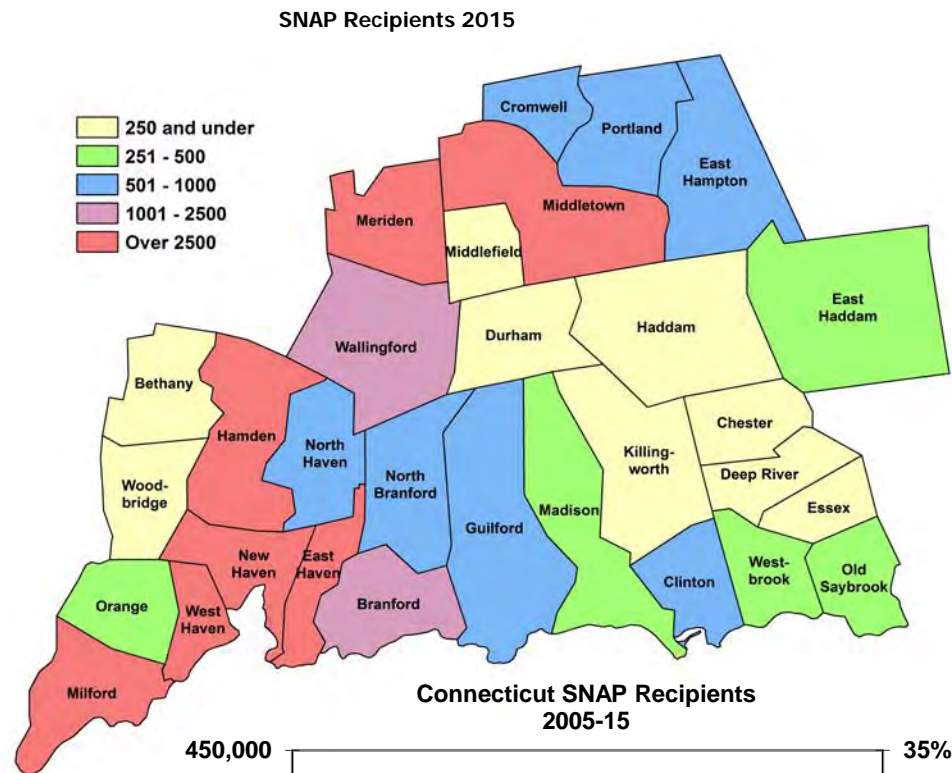 SNAP Recipients 2015
250 and under
251 - 500
501 - 1000
1001 - 2500
Over 2500
Cromwell
Portland
East
Hampton
Meriden
Middletown
Middlefield
East
Haddam
Wallingford
Durham
Haddam
Bethany
Hamden
North
Haven
North
Branford
Killing-
worth
Chester
Deep River
Essex
Wood-
bridge
Guilford
Madison
New
Haven
East
Haven
West-
brook
Old
Saybrook
Clinton
Orange
West
Haven
Branford
Milford
Connecticut SNAP Recipients
2005-15
450,000
35%